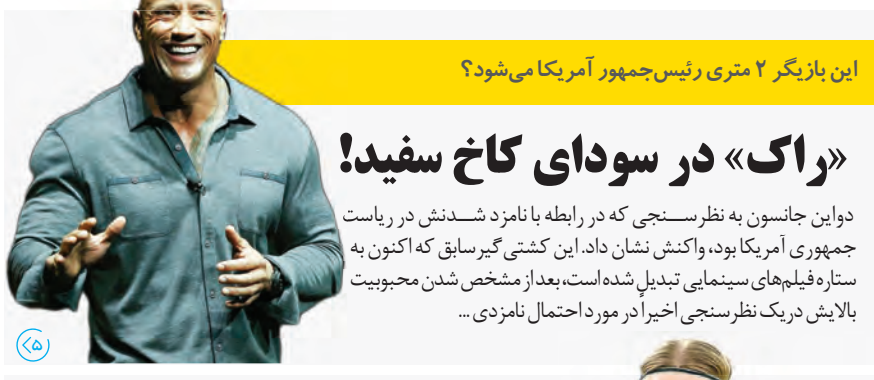 این بازیگر ۲ متری رئیس‌جمهور آمریکا می‌شود؟
«راک» در سودای کاخ سفید!
دواین جانسون به نظرسنجی که در رابطه با نامزد شدنش در ریاست
جمهوری آمریکا بود، واکنش نشان داد. این کشتی گیر سابق که اکنون به
ستاره فیلم‌های سینمایی تبدیل شده است، بعد از مشخص شدن محبوبیت
بالایش در یک نظرسنجی اخیراً در مورد احتمال نامزدی ...
۵